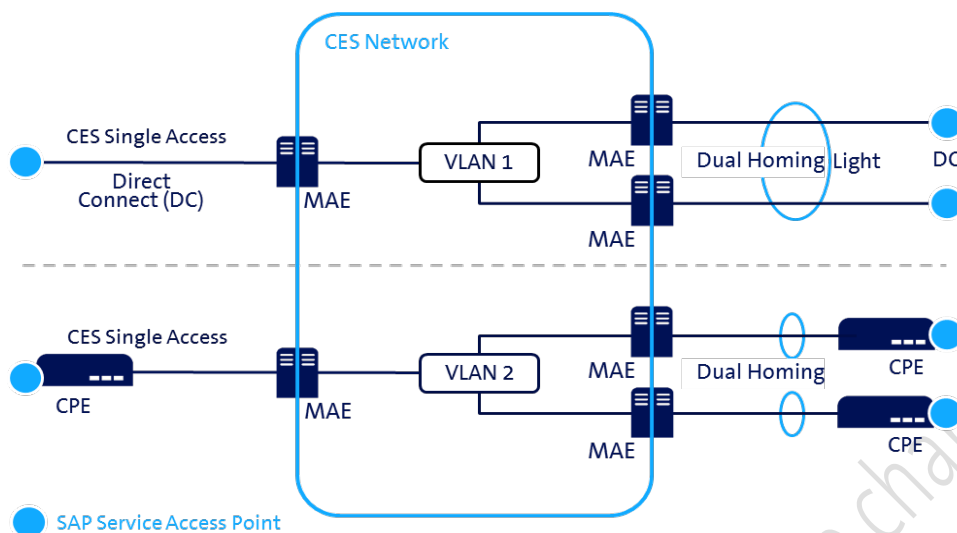 CES Network
CES Single Access
Direct
Connect (DC)
MAE
VLAN 1
MAE
MAE
Dual Homing Light
DC
CES Single Access
CPE
MAE
VLAN 2
MAE
MAE
Dual Homing
CPE
CPE
SAP Service Access Point